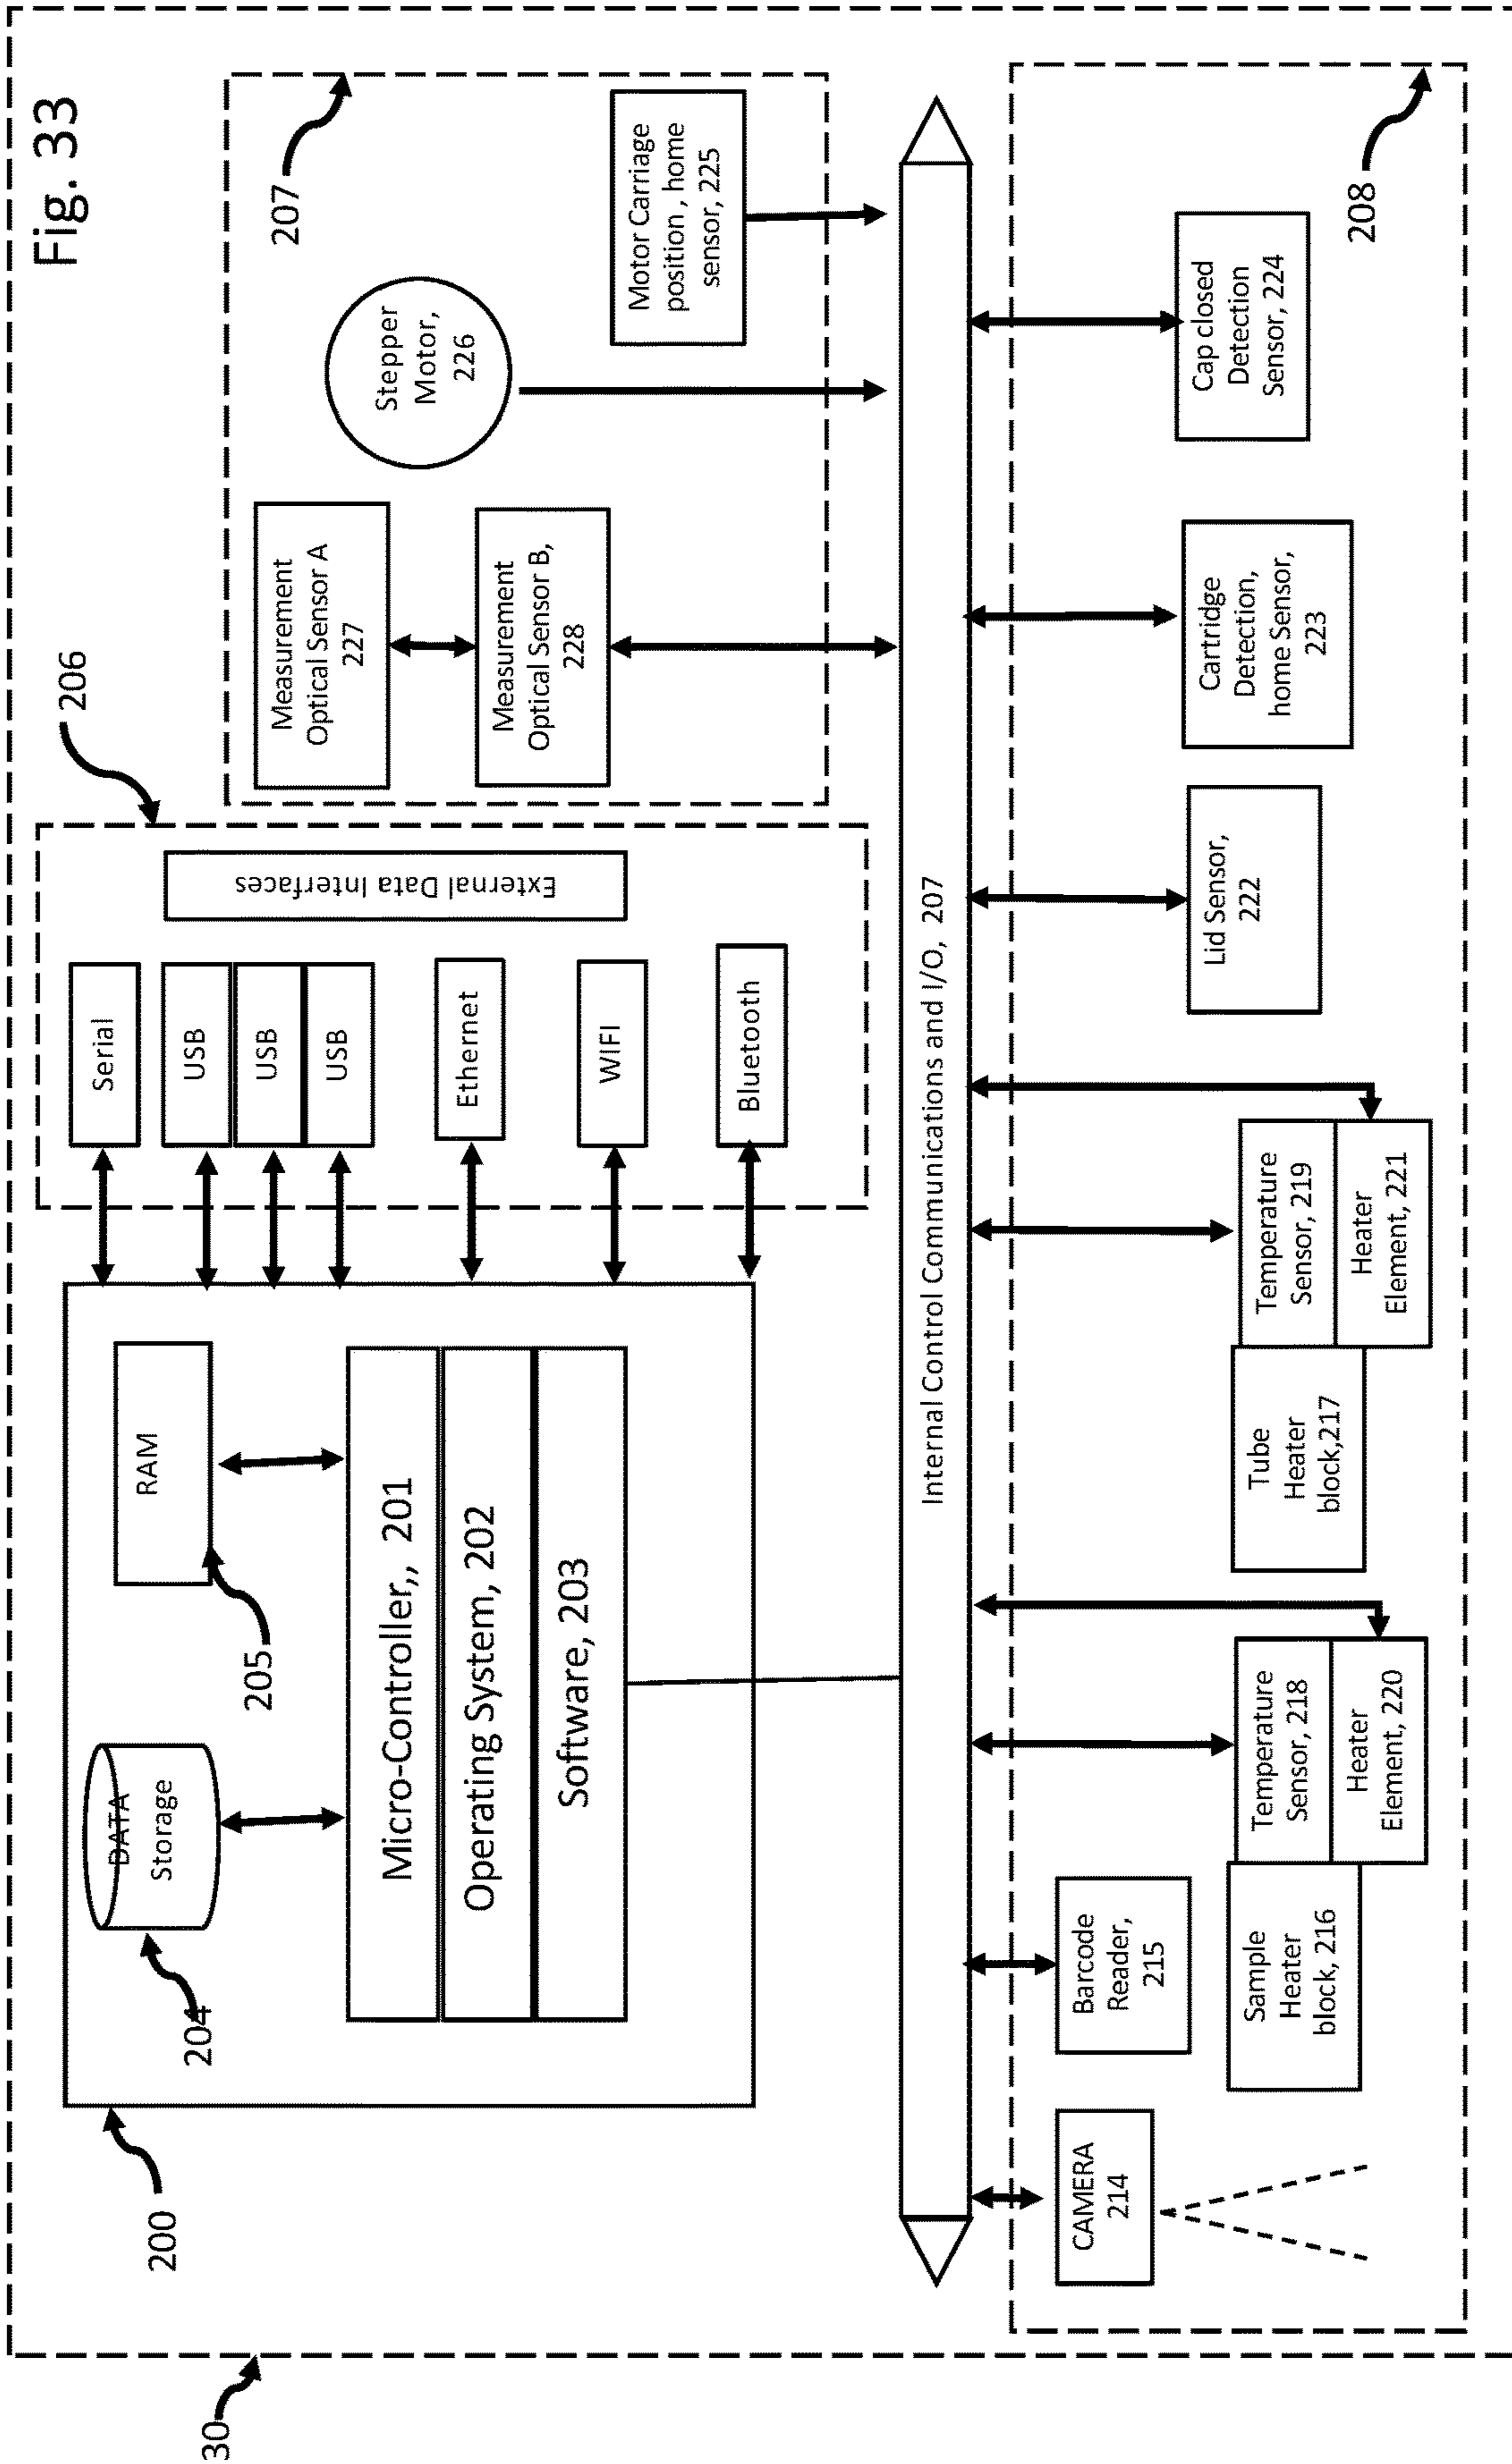 Fig. 33
30
200
204
DATA
Storage
205
RAM
Micro-Controller,, 201
Operating System, 202
Software, 203
206
Serial
USB
USB
USB
Ethernet
WIFI
Bluetooth
External Data Interfaces
207
Measurement
Optical Sensor A
227
Measurement
Optical Sensor B,
228
Stepper
Motor,
226
Motor Carriage
position , home
sensor, 225
Internal Control Communications and I/O, 207
208
CAMERA
214
Barcode
Reader,
215
Sample
Heater
block, 216
Temperature
Sensor, 218
Heater
Element, 220
Tube
Heater
block,217
Temperature
Sensor, 219
Heater
Element, 221
Lid Sensor,
222
Cartridge
Detection,
home Sensor,
223
Cap closed
Detection
Sensor, 224